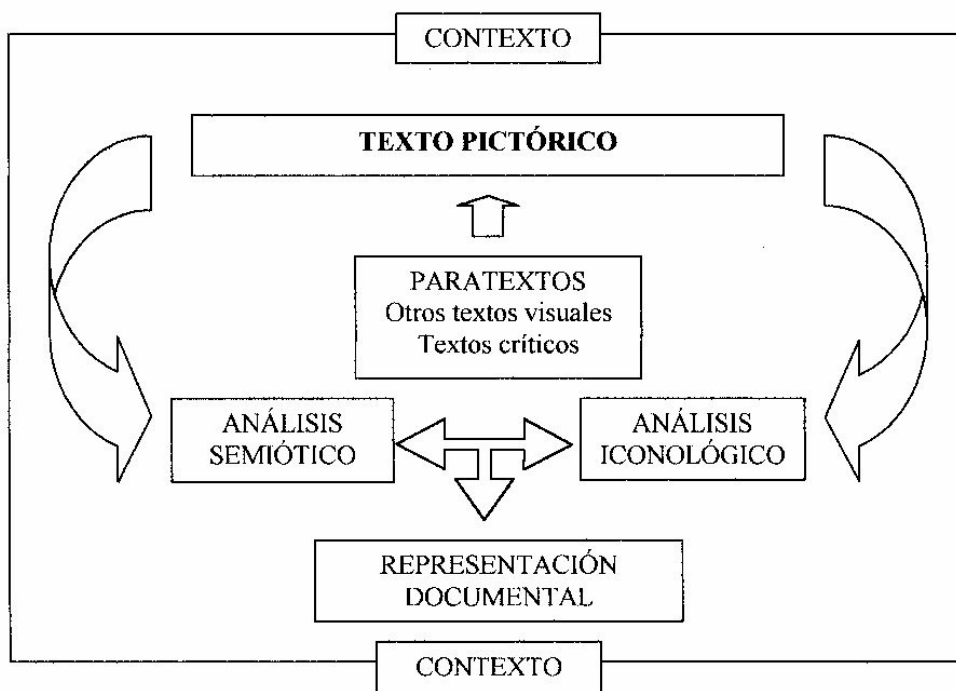 CONTEXTO
TEXTO PICTÓRICO
PARATEXTOS
Otros textos visuales
Textos críticos
ANÁLISIS
SEMIÓTICO
ANÁLISIS
ICONOLÓGICO
REPRESENTACIÓN
DOCUMENTAL
CONTEXTO